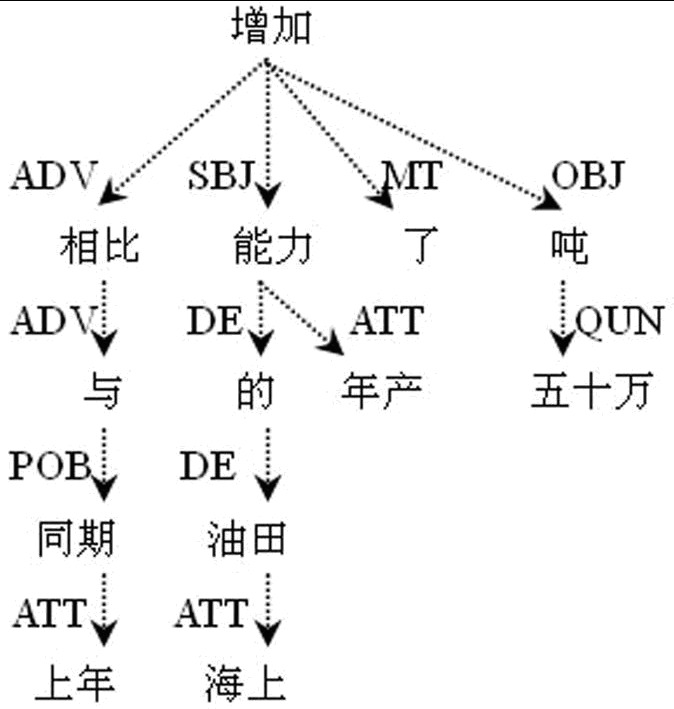 增加
ADV SBJ MT OBJ
相比 能力 了 吨
ADV DE ATT QUN
与 的 年产 五十万
POB DE
同期 油田
ATT ATT
上年 海上